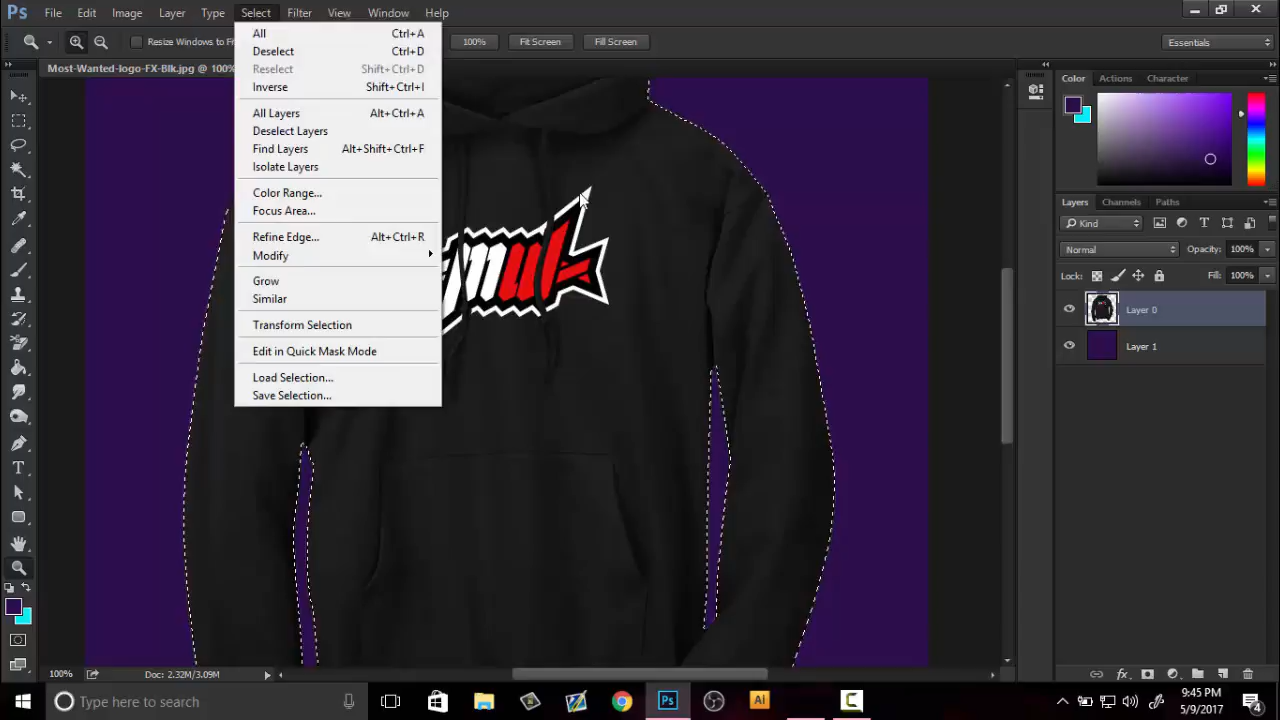 Ps File Edit Image Layer Type Select Filter View Window Help
Resize Windows to Fi 100% Fit Screen Fill Screen Essentials
Most-Wanted-logo-FX-Blk.jpg @ 100%
All Ctrl+A
Deselect Ctrl+D
Reselect Shift+Ctrl+D
Inverse Shift+Ctrl+I
All Layers Alt+Ctrl+A
Deselect Layers
Find Layers Alt+Shift+Ctrl+F
Isolate Layers
Color Range...
Focus Area...
Refine Edge... Alt+Ctrl+R
Modify
Grow
Similar
Transform Selection
Edit in Quick Mask Mode
Load Selection...
Save Selection...
Color Actions Character
Layers Channels Paths
Kind
Normal Opacity: 100%
Lock: Fill: 100%
Layer 0
Layer 1
100% Doc: 2.32M/3.09M
Type here to search
Ps
Ai
9:45 PM
5/9/2017
4